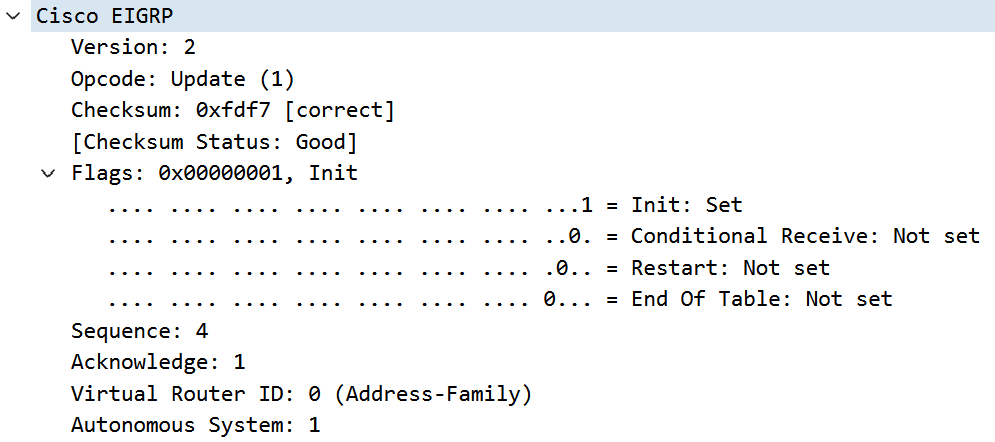 Cisco EIGRP
Version: 2
Opcode: Update (1)
Checksum: 0xfdf7 [correct]
[Checksum Status: Good]
Flags: 0x00000001, Init
.... .... .... .... .... .... .... ...1 = Init: Set
.... .... .... .... .... .... .... ..0. = Conditional Receive: Not set
.... .... .... .... .... .... .... .0.. = Restart: Not set
.... .... .... .... .... .... .... 0... = End Of Table: Not set
Sequence: 4
Acknowledge: 1
Virtual Router ID: 0 (Address-Family)
Autonomous System: 1